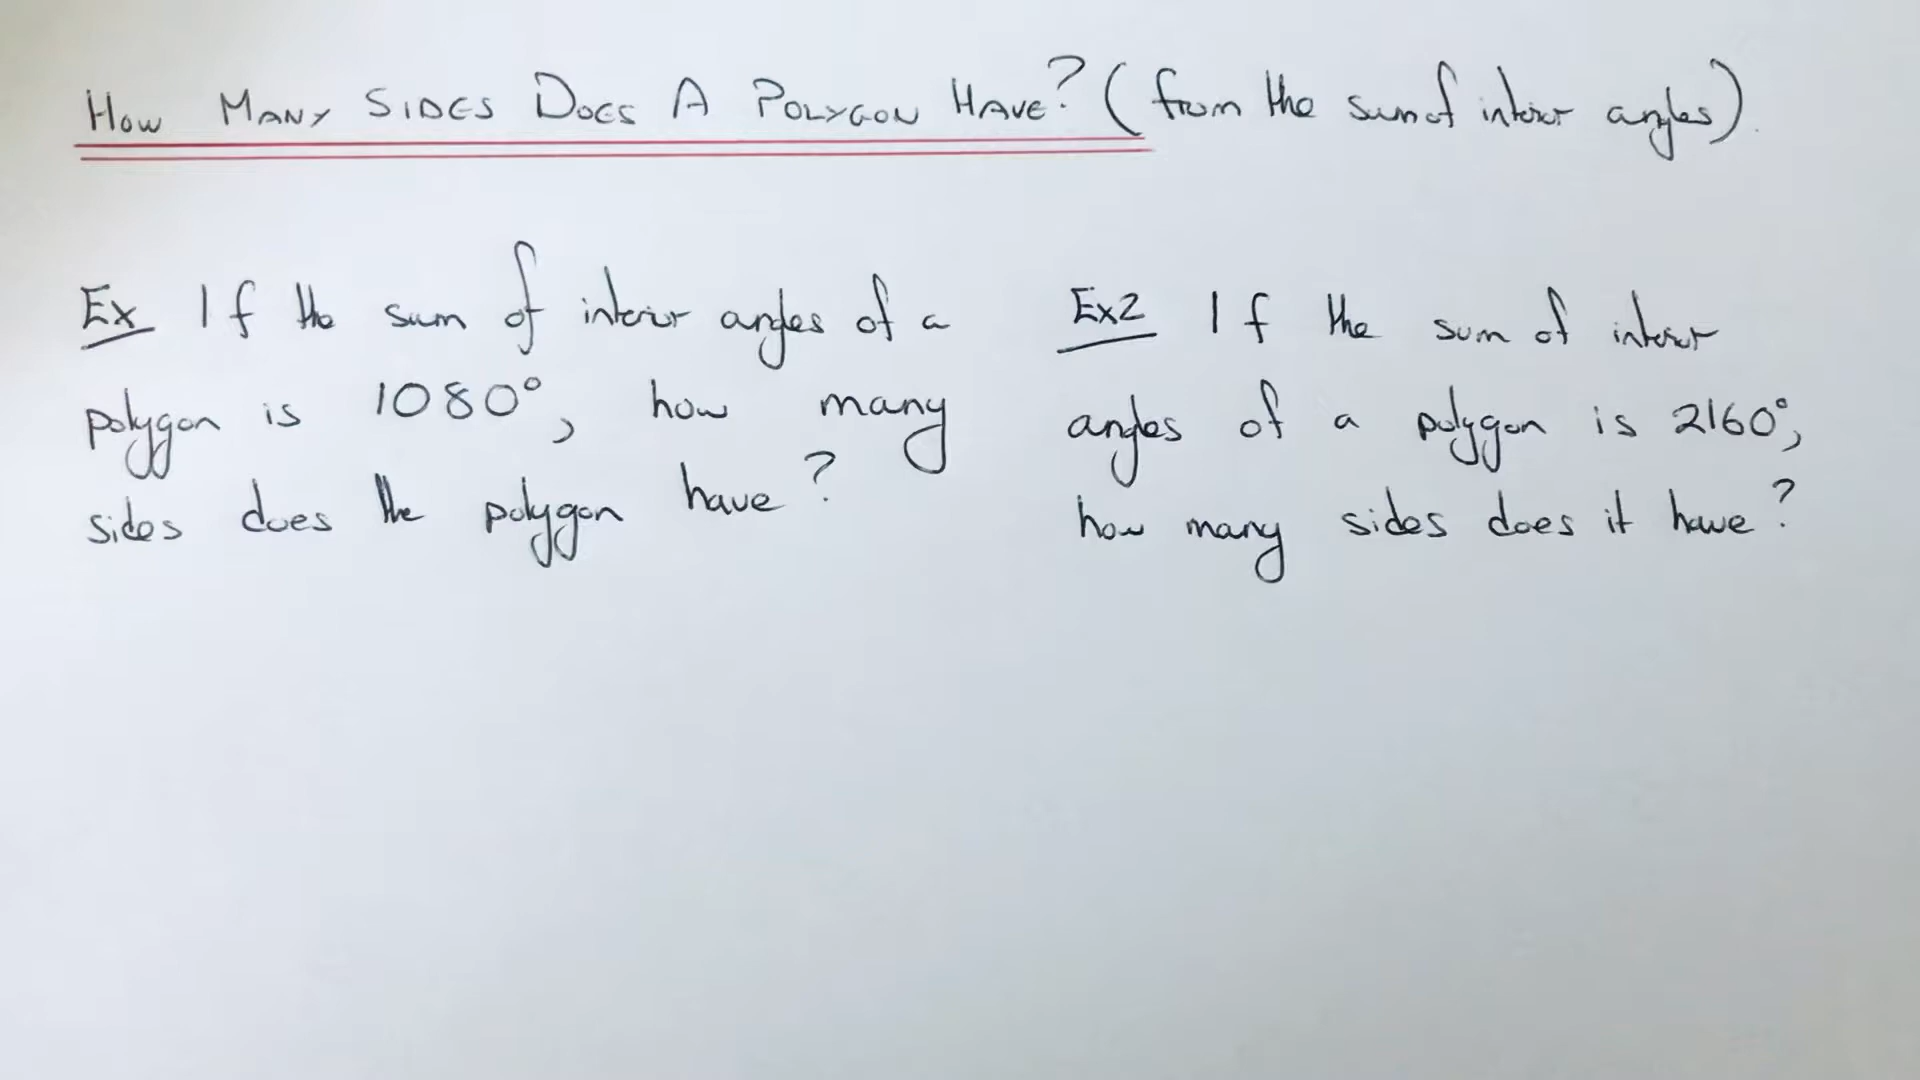 How Many Sides Does A Polygon Have? (from the sum of interior angles).
Ex If the sum of interior angles of a
polygon is 1080°, how many
sides does the polygon have?
Ex2 If the sum of interior
angles of a polygon is 2160°,
how many sides does it have?